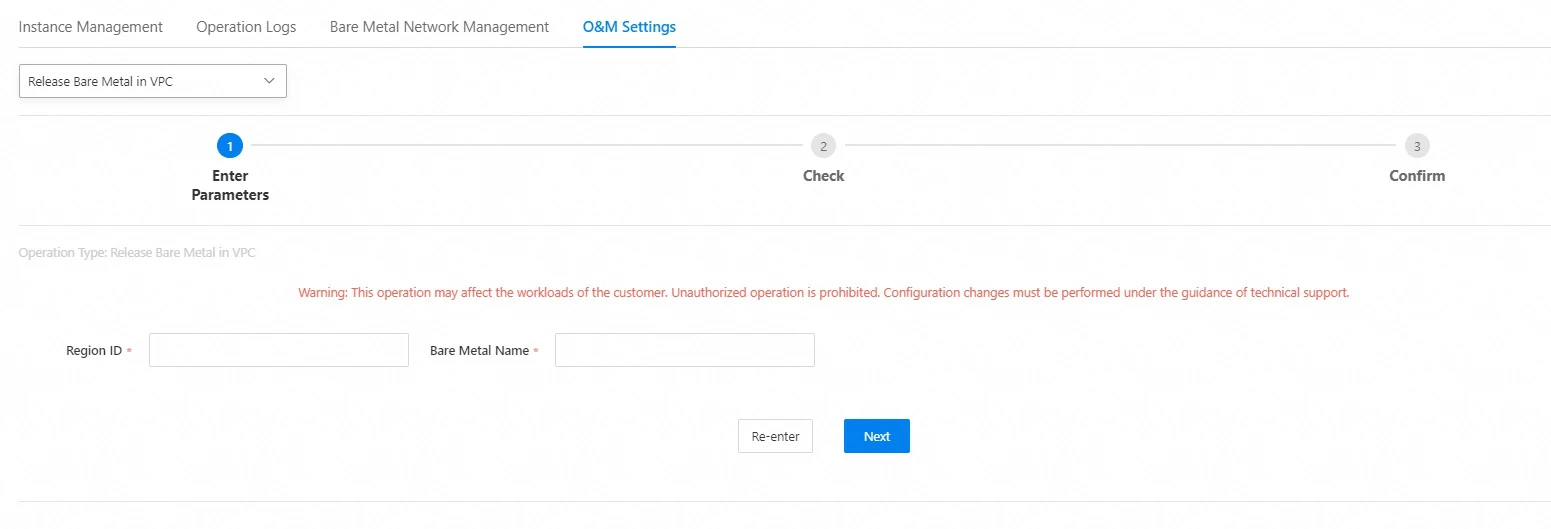 Instance Management Operation Logs Bare Metal Network Management O&M Settings
Release Bare Metal in VPC
1 2 3
Enter Parameters Check Confirm
Operation Type: Release Bare Metal in VPC
Warning: This operation may affect the workloads of the customer. Unauthorized operation is prohibited. Configuration changes must be performed under the guidance of technical support.
Region ID * Bare Metal Name *
Re-enter Next